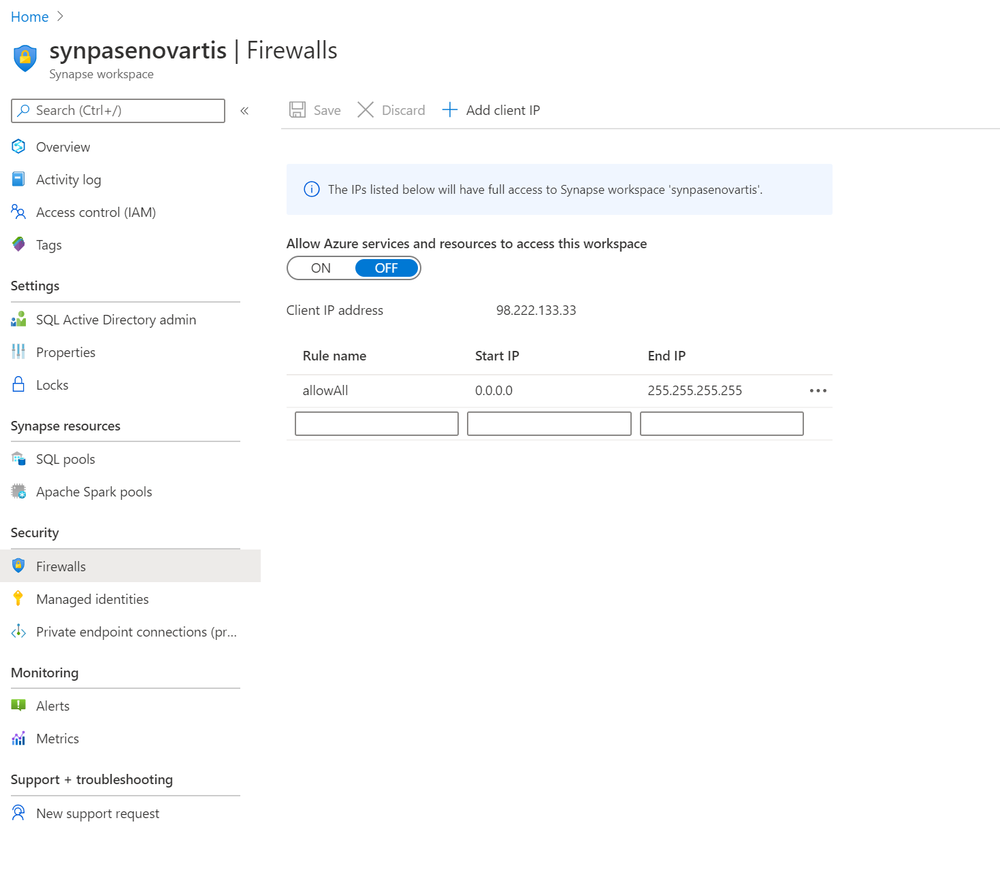 Home
synpasenovartis | Firewalls
Synapse workspace
Search (Ctrl+/)
«
Save
Discard
Add client IP
Overview
Activity log
Access control (IAM)
Tags
Settings
SQL Active Directory admin
Properties
Locks
Synapse resources
SQL pools
Apache Spark pools
Security
Firewalls
Managed identities
Private endpoint connections (pr...
Monitoring
Alerts
Metrics
Support + troubleshooting
New support request
The IPs listed below will have full access to Synapse workspace 'synpasenovartis'.
Allow Azure services and resources to access this workspace
ON OFF
Client IP address 98.222.133.33
Rule name Start IP End IP
allowAll 0.0.0.0 255.255.255.255